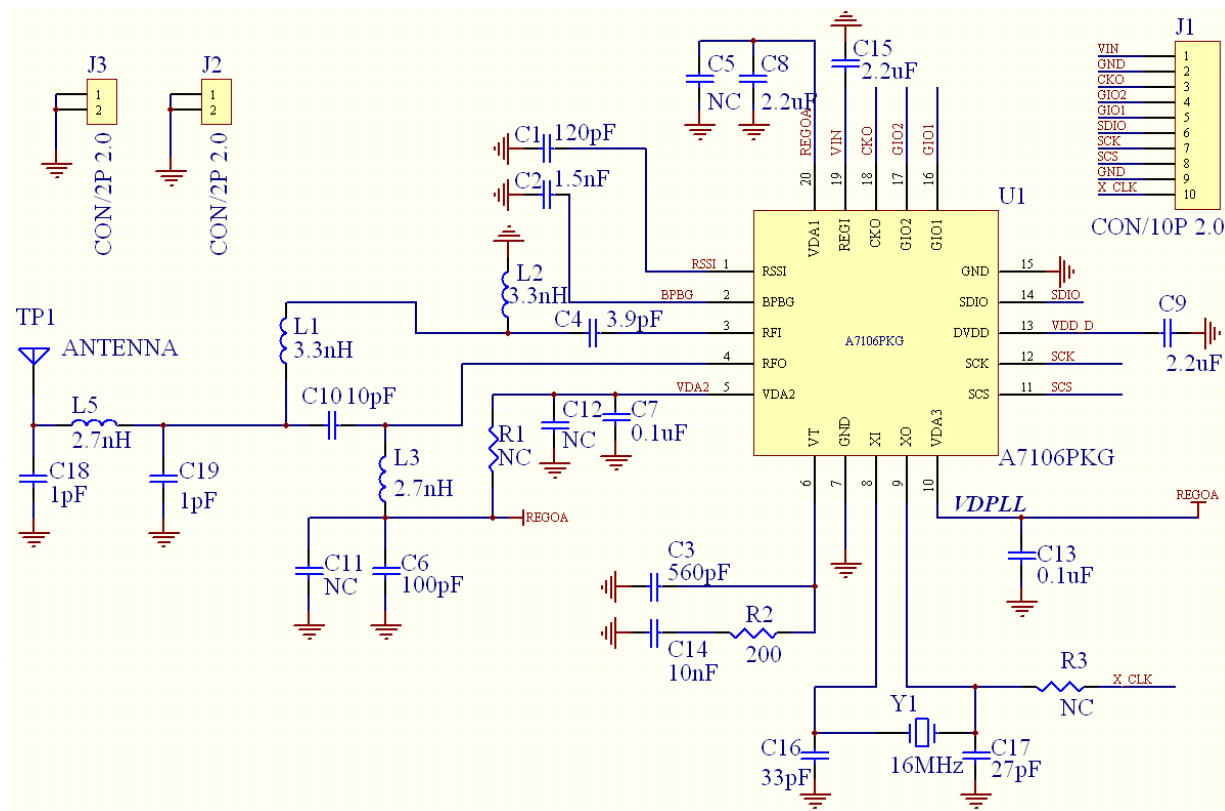 J3
1
2
CON/2P 2.0
J2
1
2
CON/2P 2.0
C5
NC
C8
2.2uF
C15
2.2uF
J1
VIN 1
GND 2
CKO 3
GIO2 4
GIO1 5
SDIO 6
SCK 7
SCS 8
GND 9
X_CLK 10
CON/10P 2.0
C1 120pF
C2 1.5nF
REGOA
VIN
CKO
GIO2
GIO1
20
19
18
17
16
U1
VDA1
REGI
CKO
GIO2
GIO1
RSSI 1 RSSI
BPBG 2 BPBG
3 RFI
4 RFO
VDA2 5 VDA2
GND 15
SDIO 14 SDIO
DVDD 13 VDD_D
SCK 12 SCK
SCS 11 SCS
A7106PKG
VT
GND
XI
XO
VDA3
6
7
8
9
10
A7106PKG
C9
2.2uF
L2
3.3nH
C4 3.9pF
TP1
ANTENNA
L1
3.3nH
C10 10pF
L5
2.7nH
C18
1pF
C19
1pF
L3
2.7nH
R1
NC
C12
NC
C7
0.1uF
REGOA
C11
NC
C6
100pF
VDPLL
REGOA
C13
0.1uF
C3
560pF
C14
10nF
R2
200
R3
NC
X_CLK
Y1
16MHz
C16
33pF
C17
27pF